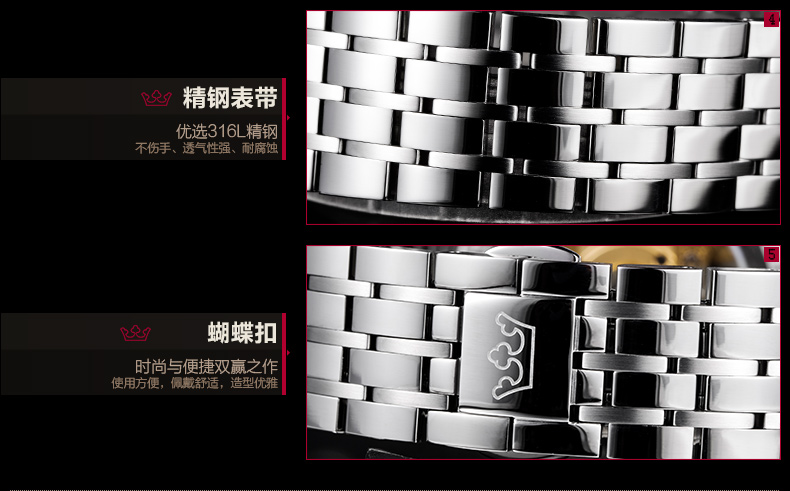 4
精钢表带
优选316L精钢
不伤手、透气性强、耐腐蚀
5
蝴蝶扣
时尚与便捷双赢之作
使用方便，佩戴舒适，造型优雅